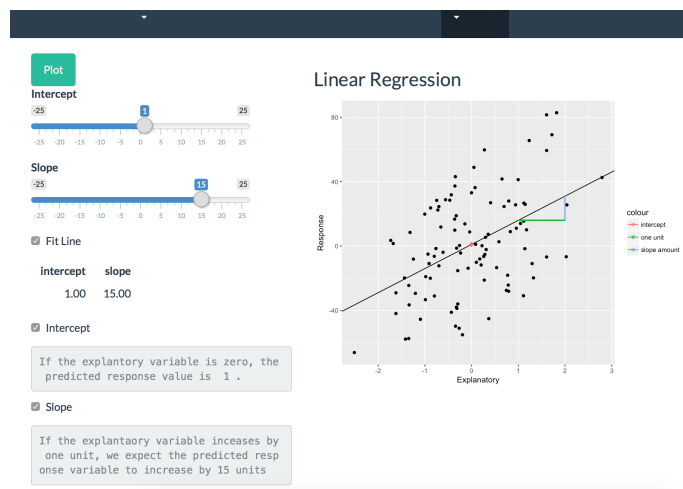 Plot
Intercept
-25 1 25
-25 -20 -15 -10 -5 0 5 10 15 20 25
Slope
-25 15 25
-25 -20 -15 -10 -5 0 5 10 15 20 25
Fit Line
intercept slope
1.00 15.00
Intercept
If the explantory variable is zero, the
predicted response value is 1 .
Slope
If the explantaory variable inceases by
one unit, we expect the predicted resp
onse variable to increase by 15 units
Linear Regression
Response
80
40
0
-40
-2 -1 0 1 2 3
Explanatory
colour
intercept
one unit
slope amount